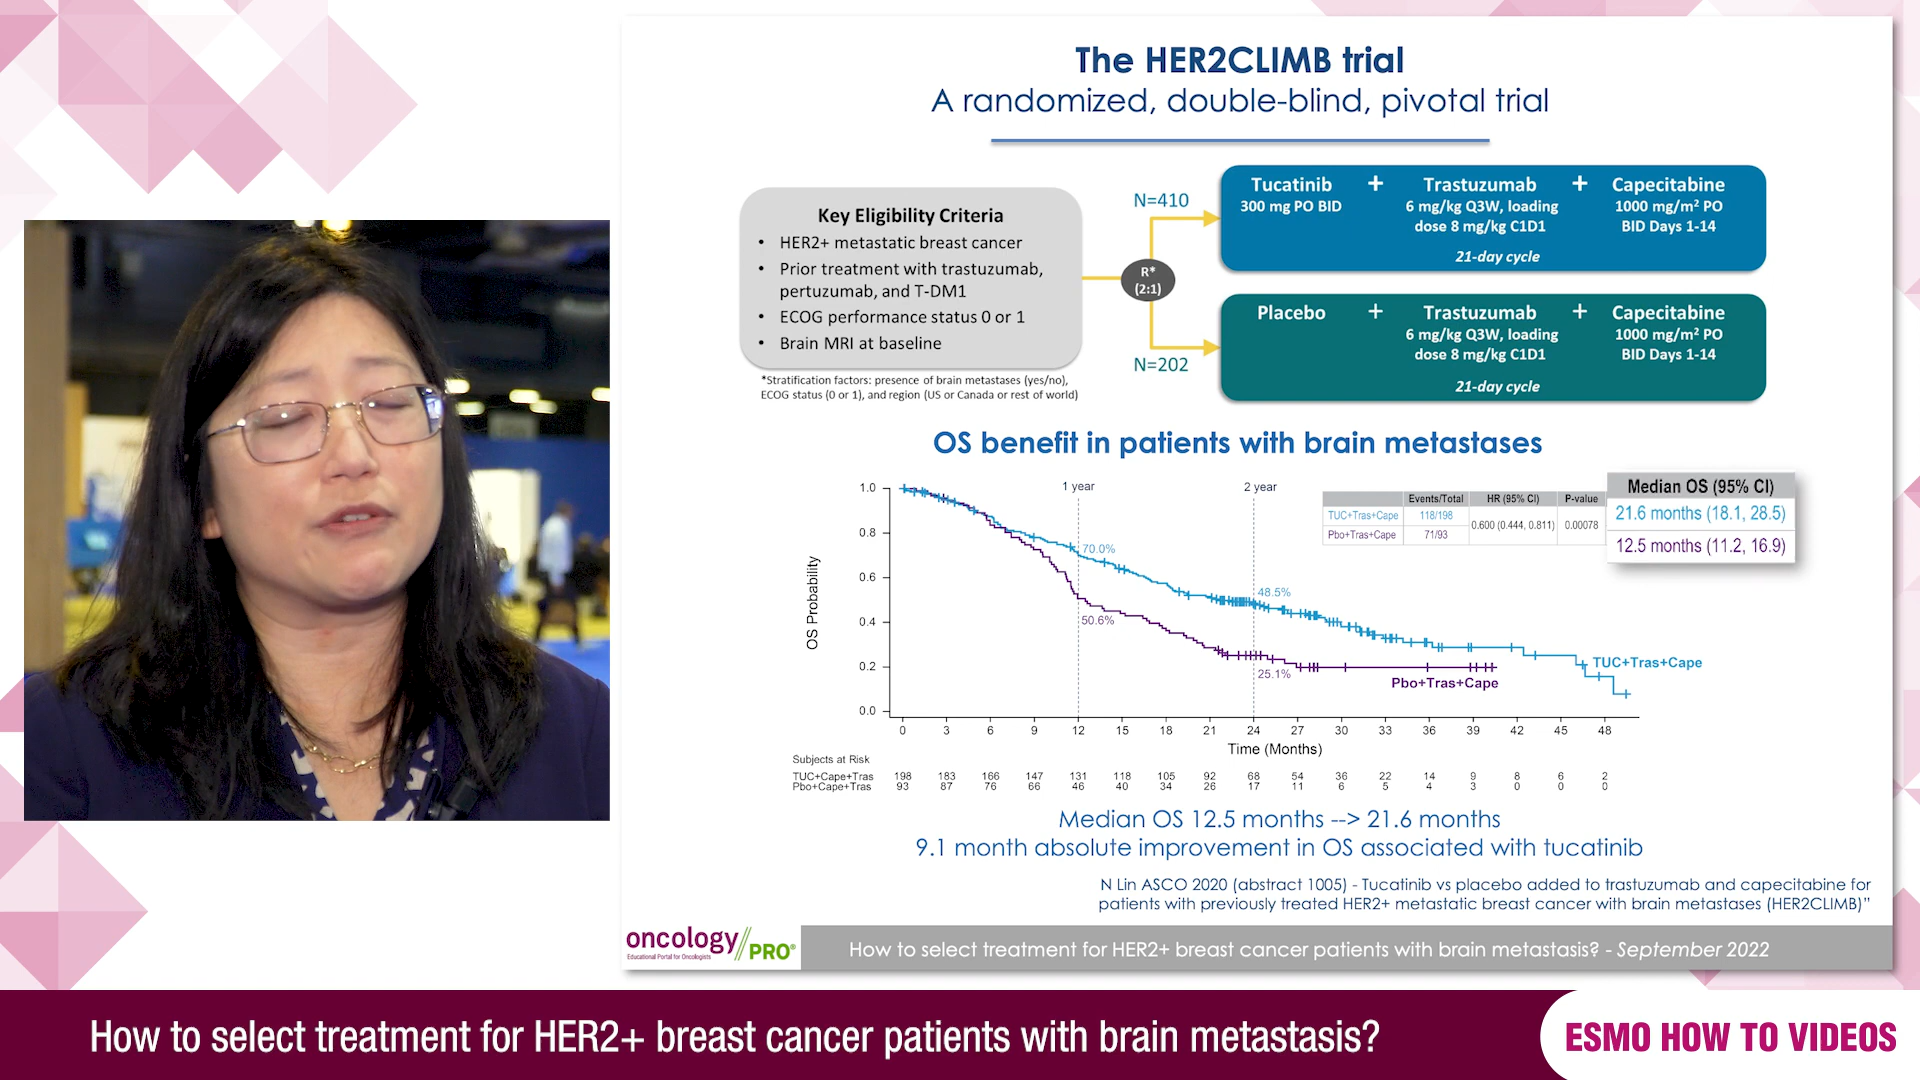 The HER2CLIMB trial
A randomized, double-blind, pivotal trial
Key Eligibility Criteria
• HER2+ metastatic breast cancer
• Prior treatment with trastuzumab,
pertuzumab, and T-DM1
• ECOG performance status 0 or 1
• Brain MRI at baseline
*Stratification factors: presence of brain metastases (yes/no),
ECOG status (0 or 1), and region (US or Canada or rest of world)
R*
(2:1)
N=410
N=202
Tucatinib + Trastuzumab + Capecitabine
300 mg PO BID 6 mg/kg Q3W, loading 1000 mg/m² PO
dose 8 mg/kg C1D1 BID Days 1-14
21-day cycle
Placebo + Trastuzumab + Capecitabine
6 mg/kg Q3W, loading 1000 mg/m² PO
dose 8 mg/kg C1D1 BID Days 1-14
21-day cycle
OS benefit in patients with brain metastases
1 year 2 year
Events/Total HR (95% CI) P-value
TUC+Tras+Cape 118/198 0.600 (0.444, 0.811) 0.00078
Pbo+Tras+Cape 71/93
Median OS (95% CI)
21.6 months (18.1, 28.5)
12.5 months (11.2, 16.9)
OS Probability
1.0
0.8
0.6
0.4
0.2
0.0
70.0%
50.6%
48.5%
25.1%
TUC+Tras+Cape
Pbo+Tras+Cape
0 3 6 9 12 15 18 21 24 27 30 33 36 39 42 45 48
Time (Months)
Subjects at Risk
TUC+Cape+Tras 198 183 166 147 131 118 105 92 68 54 36 22 14 9 8 6 2
Pbo+Cape+Tras 93 87 76 66 46 40 34 26 17 11 6 5 4 3 0 0 0
Median OS 12.5 months --> 21.6 months
9.1 month absolute improvement in OS associated with tucatinib
N Lin ASCO 2020 (abstract 1005) - Tucatinib vs placebo added to trastuzumab and capecitabine for
patients with previously treated HER2+ metastatic breast cancer with brain metastases (HER2CLIMB)”
oncology//PRO®
Educational Portal for Oncologists
How to select treatment for HER2+ breast cancer patients with brain metastasis? - September 2022
How to select treatment for HER2+ breast cancer patients with brain metastasis?
ESMO HOW TO VIDEOS